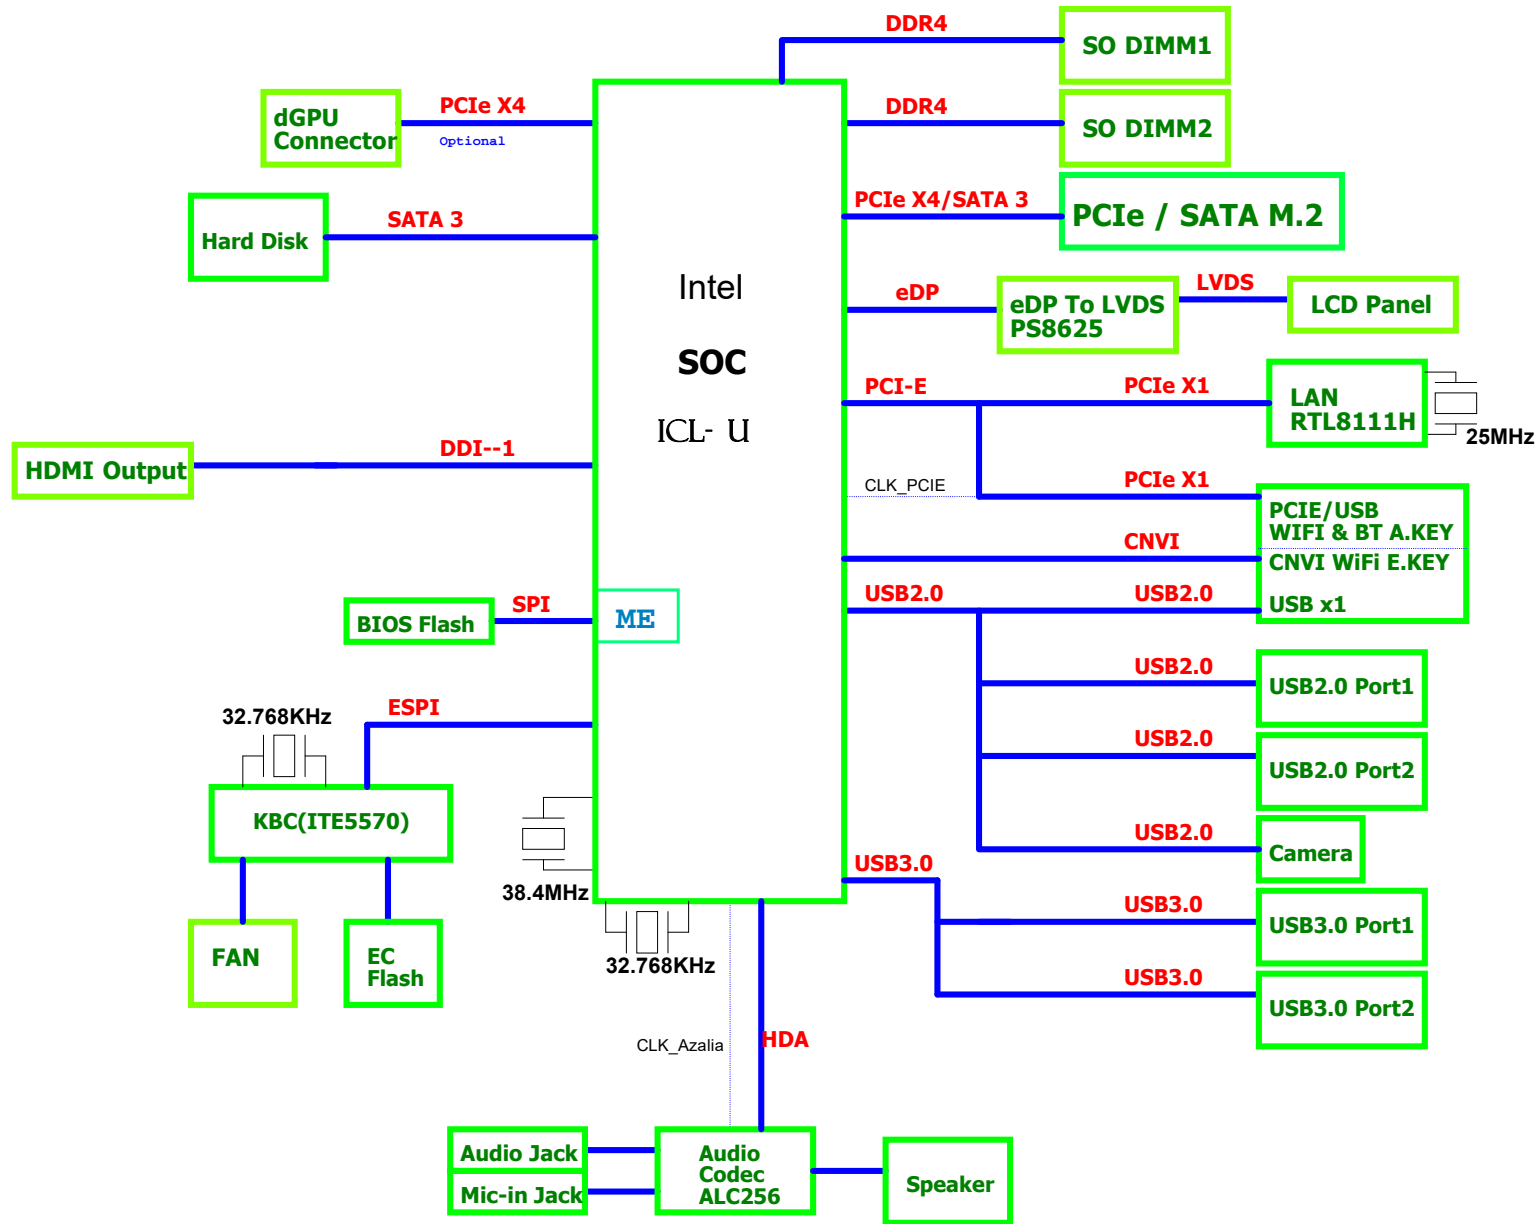 DDR4
SO DIMM1
dGPU
Connector
PCIe X4
Optional
DDR4
SO DIMM2
Hard Disk
SATA 3
PCIe X4/SATA 3
PCIe / SATA M.2
Intel
SOC
ICL- U
eDP
eDP To LVDS
PS8625
LVDS
LCD Panel
PCI-E
PCIe X1
LAN
RTL8111H
25MHz
HDMI Output
DDI--1
CLK_PCIE
PCIe X1
PCIE/USB
WIFI & BT A.KEY
CNVI
CNVI WiFi E.KEY
USB2.0
USB2.0
USB x1
BIOS Flash
SPI
ME
USB2.0
USB2.0 Port1
32.768KHz
ESPI
USB2.0
USB2.0 Port2
KBC(ITE5570)
38.4MHz
USB2.0
Camera
USB3.0
USB3.0
USB3.0 Port1
FAN
EC
Flash
32.768KHz
USB3.0
USB3.0 Port2
CLK_Azalia
HDA
Audio Jack
Mic-in Jack
Audio
Codec
ALC256
Speaker